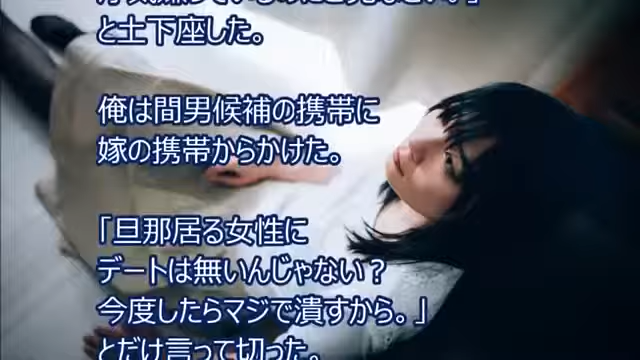 と土下座した。
俺は間男候補の携帯に
嫁の携帯からかけた。
「旦那居る女性に
デートは無いんじゃない？
今度したらマジで潰すから。」
とだけ言って切った。